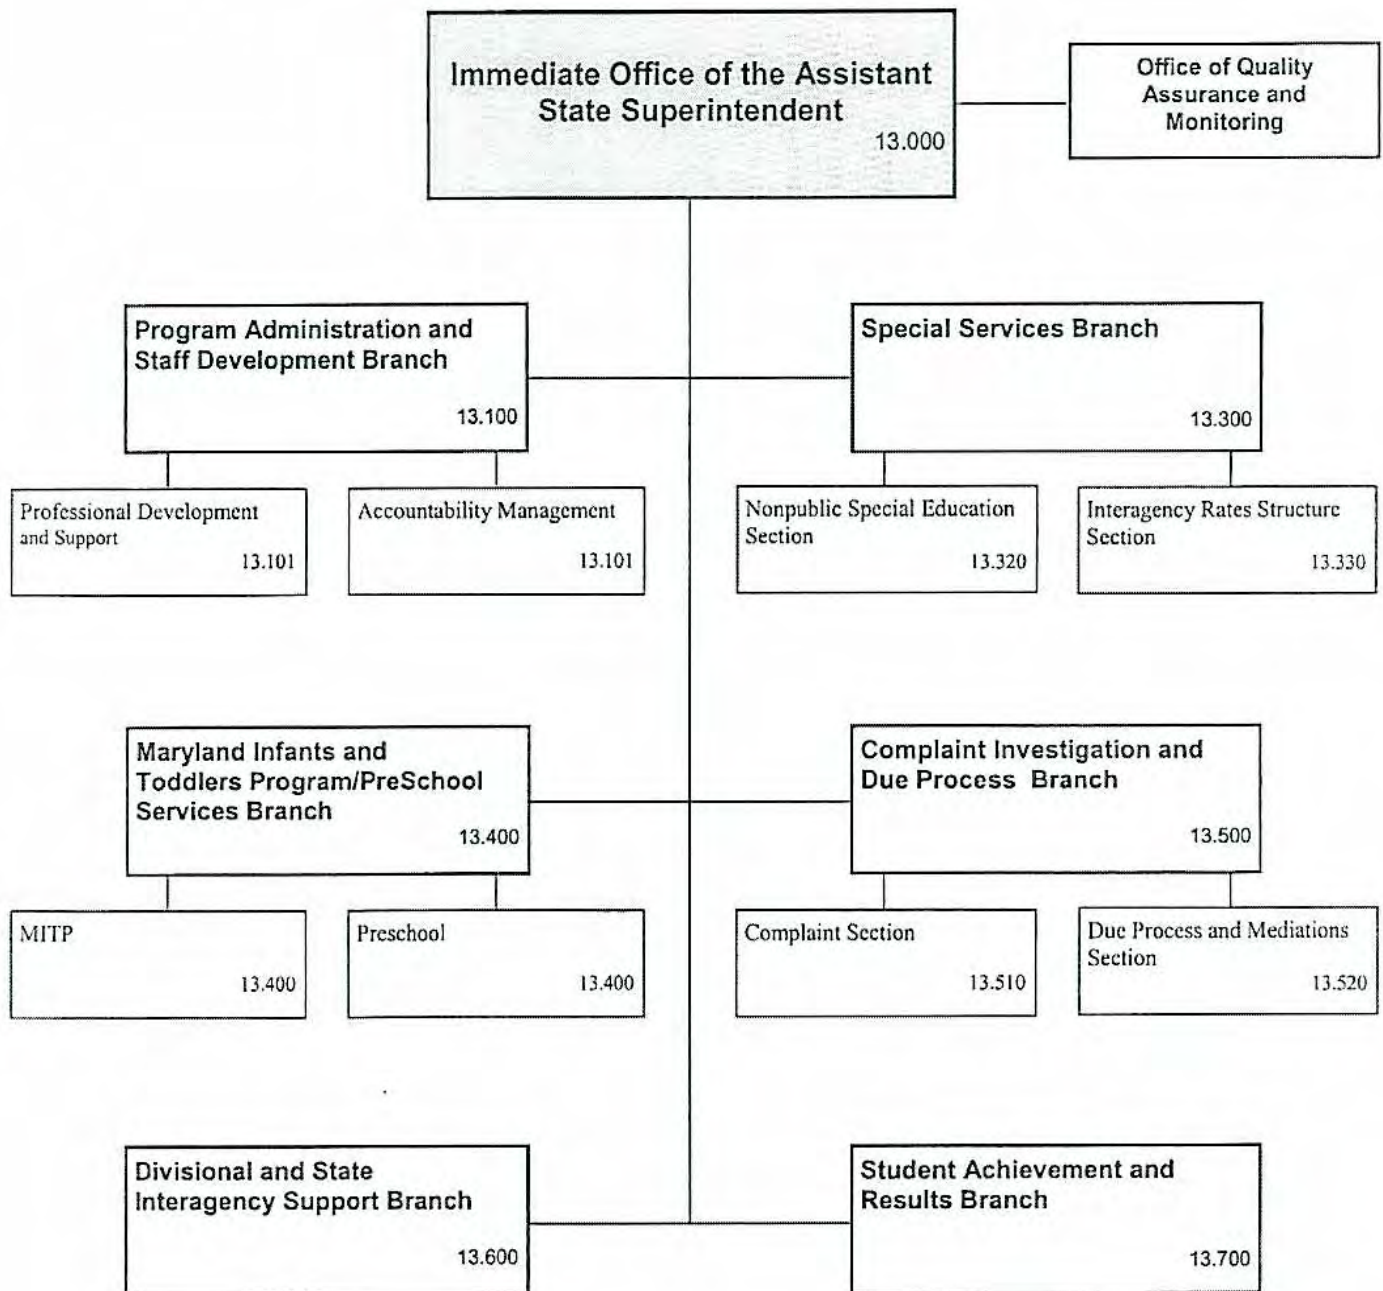 Immediate Office of the Assistant
State Superintendent
13.000
Office of Quality
Assurance and
Monitoring
Program Administration and
Staff Development Branch
13.100
Special Services Branch
13.300
Professional Development
and Support
13.101
Accountability Management
13.101
Nonpublic Special Education
Section
13.320
Interagency Rates Structure
Section
13.330
Maryland Infants and
Toddlers Program/PreSchool
Services Branch
13.400
Complaint Investigation and
Due Process Branch
13.500
MITP
13.400
Preschool
13.400
Complaint Section
13.510
Due Process and Mediations
Section
13.520
Divisional and State
Interagency Support Branch
13.600
Student Achievement and
Results Branch
13.700